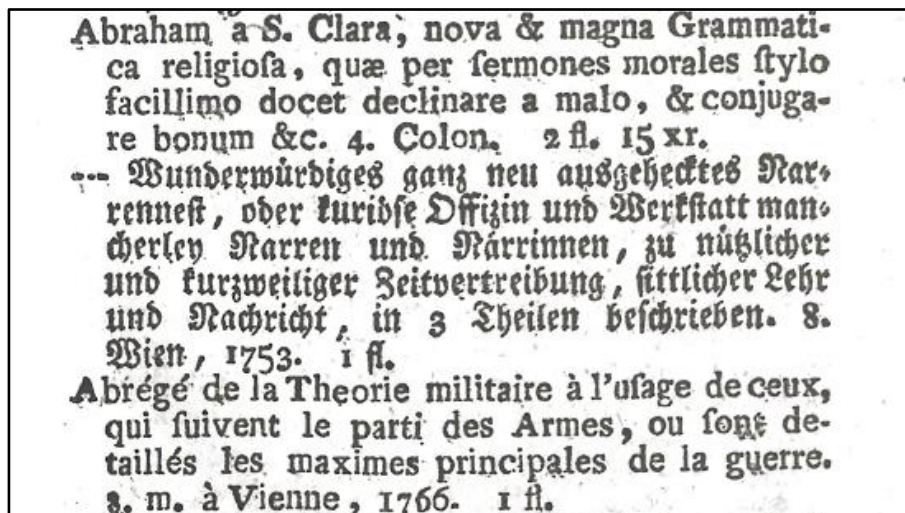 Abraham a S. Clara, nova & magna Grammati-
ca religioſa, quæ per ſermones morales ſtylo
facillimo docet declinare a malo, & conjuga-
re bonum &c. 4. Colon. 2 fl. 15 xr.
--- Wunderwürdiges ganz neu ausgehecktes Nar-
rennest, oder kuriöse Offizin und Werkstatt man-
cherley Narren und Närrinnen, zu nützlicher
und kurzweiliger Zeitvertreibung, sittlicher Lehr
und Nachricht, in 3 Theilen beschrieben. 8.
Wien, 1753. 1 fl.
Abrégé de la Theorie militaire à l'uſage de ceux,
qui ſuivent le parti des Armes, ou ſont de-
taillés les maximes principales de la guerre.
8. m. à Vienne, 1766. 1 fl.